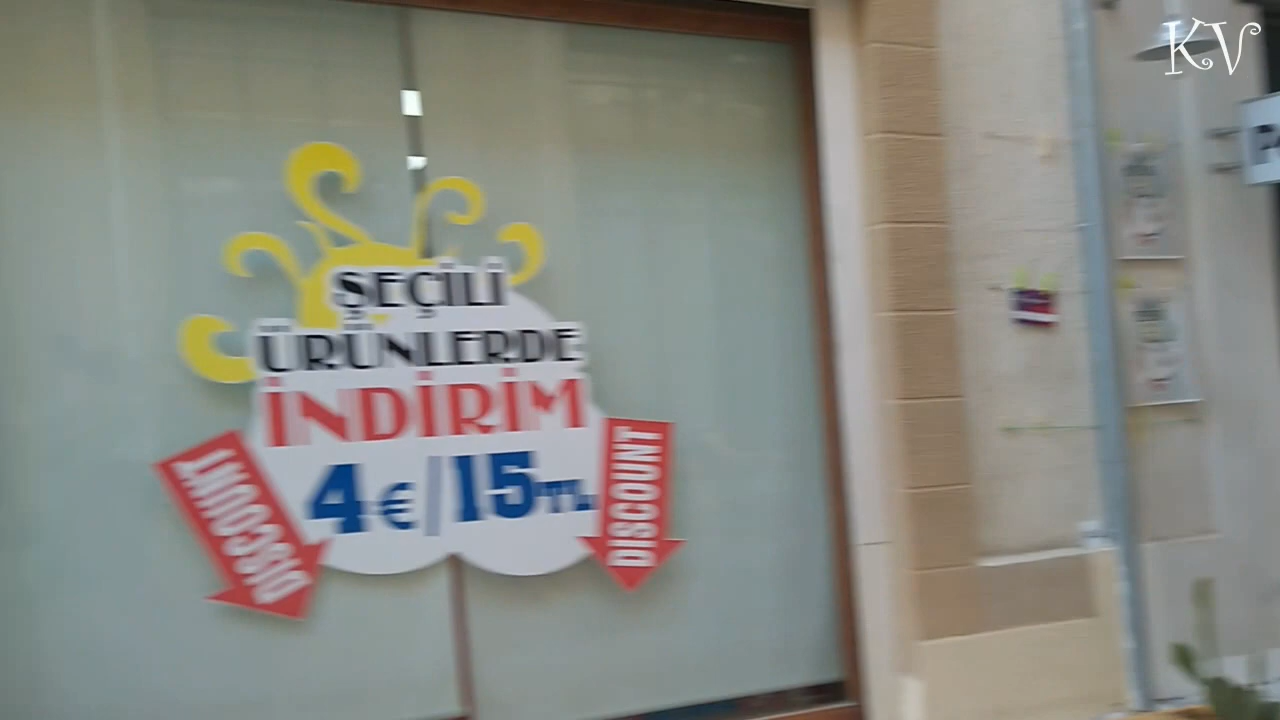 KV
ŞEÇİLİ
ÜRÜNLERDE
İNDİRİM
4€/15TL
DISCOUNT
DISCOUNT